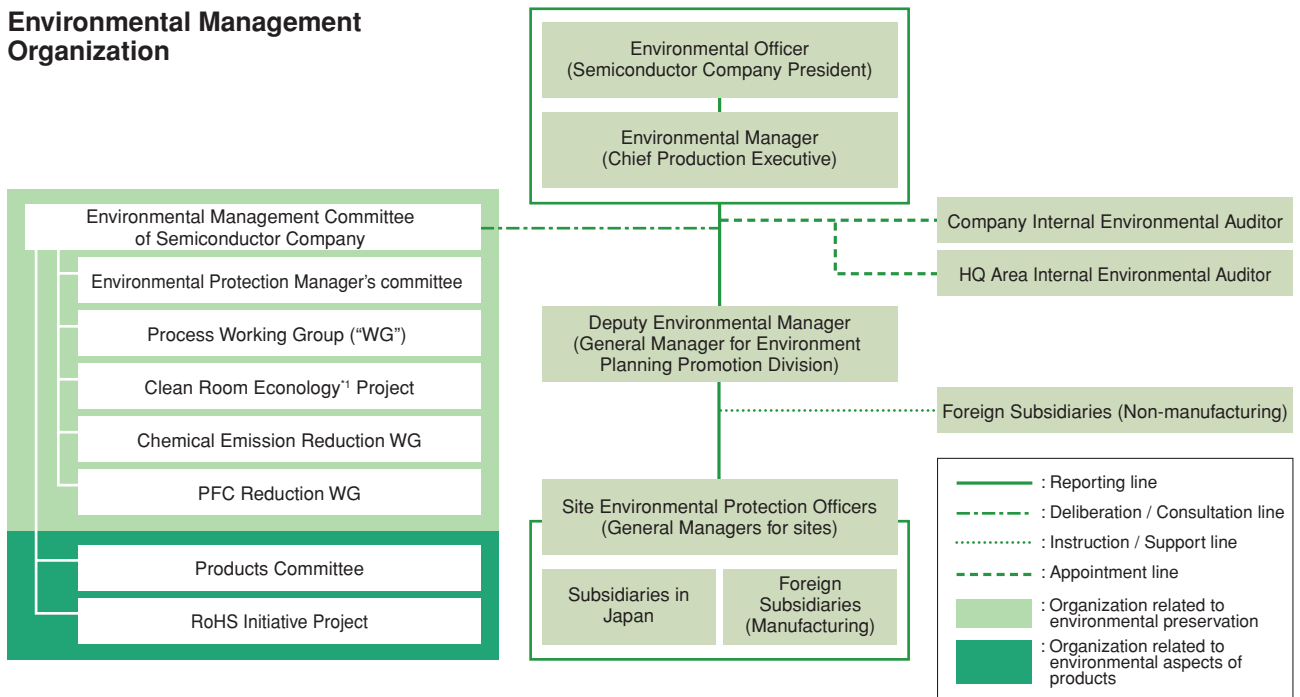 Environmental Management
Organization
Environmental Officer
(Semiconductor Company President)
Environmental Manager
(Chief Production Executive)
Environmental Management Committee
of Semiconductor Company
Environmental Protection Manager's committee
Process Working Group (“WG”)
Clean Room Econology*1 Project
Chemical Emission Reduction WG
PFC Reduction WG
Products Committee
RoHS Initiative Project
Company Internal Environmental Auditor
HQ Area Internal Environmental Auditor
Deputy Environmental Manager
(General Manager for Environment
Planning Promotion Division)
Foreign Subsidiaries (Non-manufacturing)
Site Environmental Protection Officers
(General Managers for sites)
Subsidiaries in
Japan
Foreign
Subsidiaries
(Manufacturing)
: Reporting line
: Deliberation / Consultation line
: Instruction / Support line
: Appointment line
: Organization related to
environmental preservation
: Organization related to
environmental aspects of
products